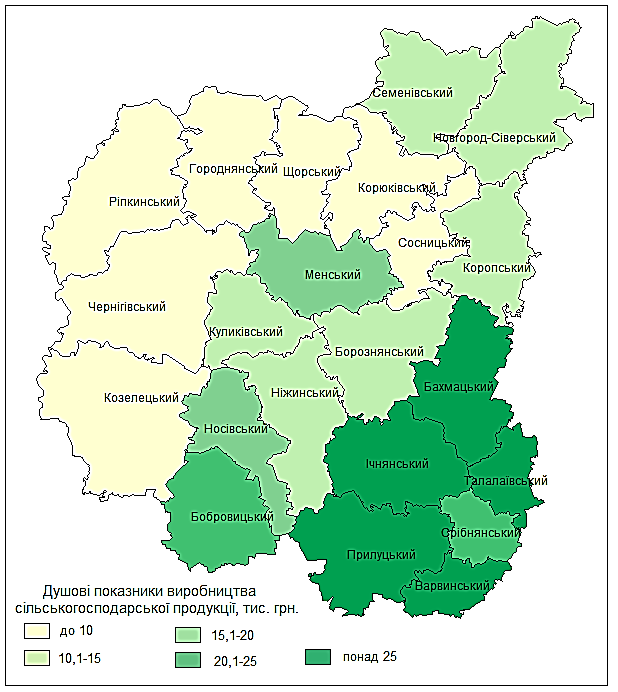 Семенівський
Новгород-Сіверський
Городнянський
Щорський
Корюківський
Ріпкинський
Сосницький
Коропський
Менський
Чернігівський
Куликівський
Борознянський
Бахмацький
Ніжинський
Козелецький
Носівський
Ічнянський
Талалаївський
Бобровицький
Срібнянський
Прилуцький
Варвинський
Душові показники виробництва
сільськогосподарської продукції, тис. грн.
до 10
15,1-20
10,1-15
20,1-25
понад 25